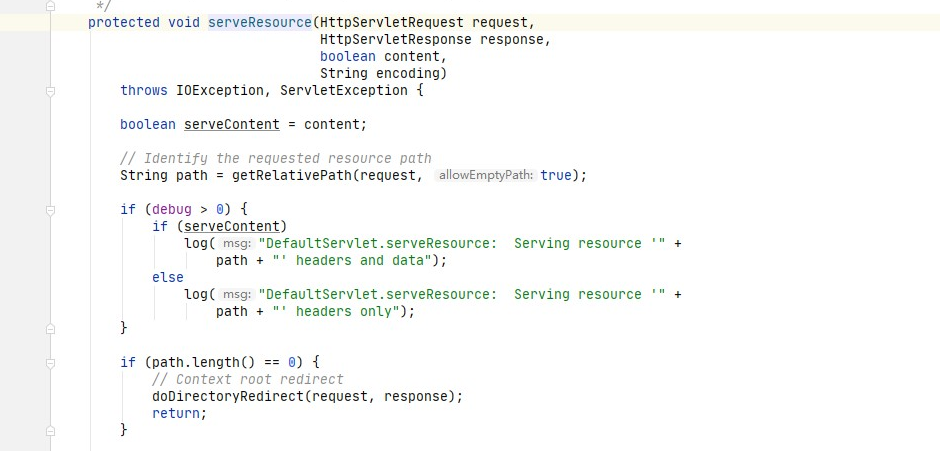 */
protected void serveResource(HttpServletRequest request,
HttpServletResponse response,
boolean content,
String encoding)
throws IOException, ServletException {
boolean serveContent = content;
// Identify the requested resource path
String path = getRelativePath(request, allowEmptyPath: true);
if (debug > 0) {
if (serveContent)
log( msg: "DefaultServlet.serveResource:  Serving resource '" +
path + "' headers and data");
else
log( msg: "DefaultServlet.serveResource:  Serving resource '" +
path + "' headers only");
}
if (path.length() == 0) {
// Context root redirect
doDirectoryRedirect(request, response);
return;
}